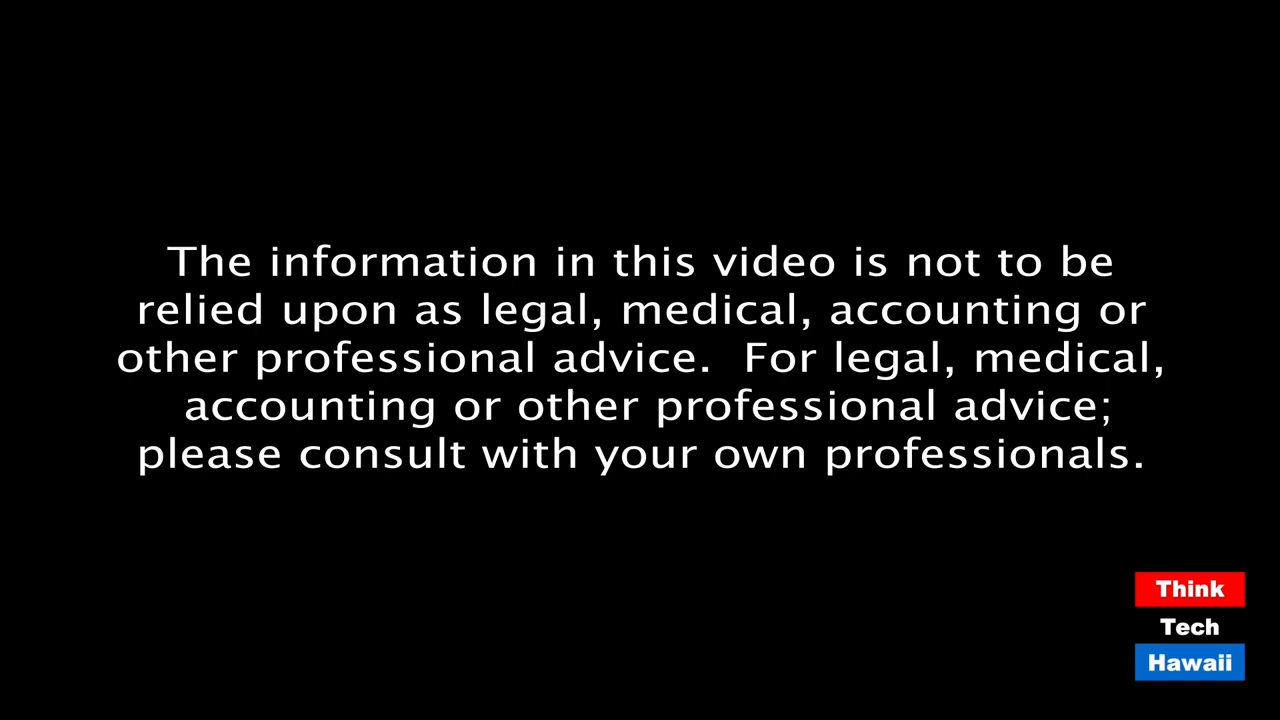 The information in this video is not to be
relied upon as legal, medical, accounting or
other professional advice.  For legal, medical,
accounting or other professional advice;
please consult with your own professionals.
Think
Tech
Hawaii